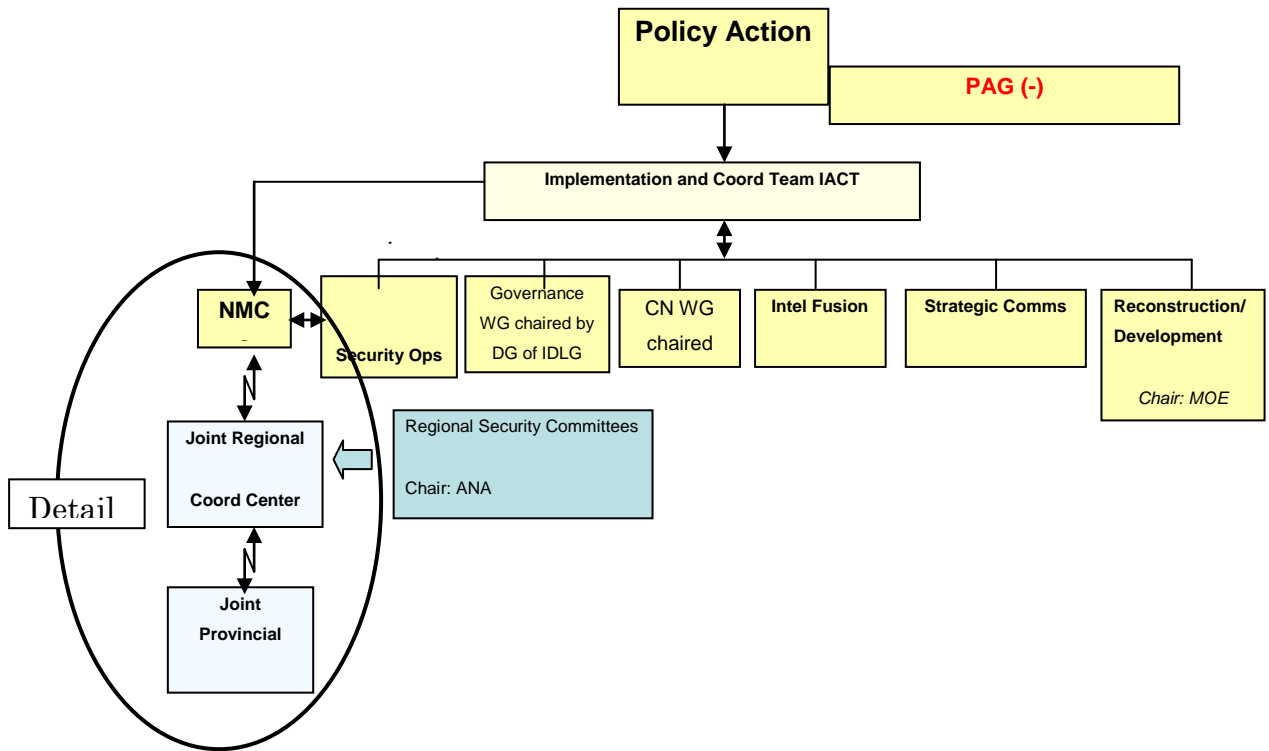 Policy Action
PAG (-)
Implementation and Coord Team IACT
NMC
Security Ops
Governance
WG chaired by
DG of IDLG
CN WG
chaired
Intel Fusion
Strategic Comms
Reconstruction/
Development
Chair: MOE
Joint Regional
Coord Center
Regional Security Committees
Chair: ANA
Detail
Joint
Provincial